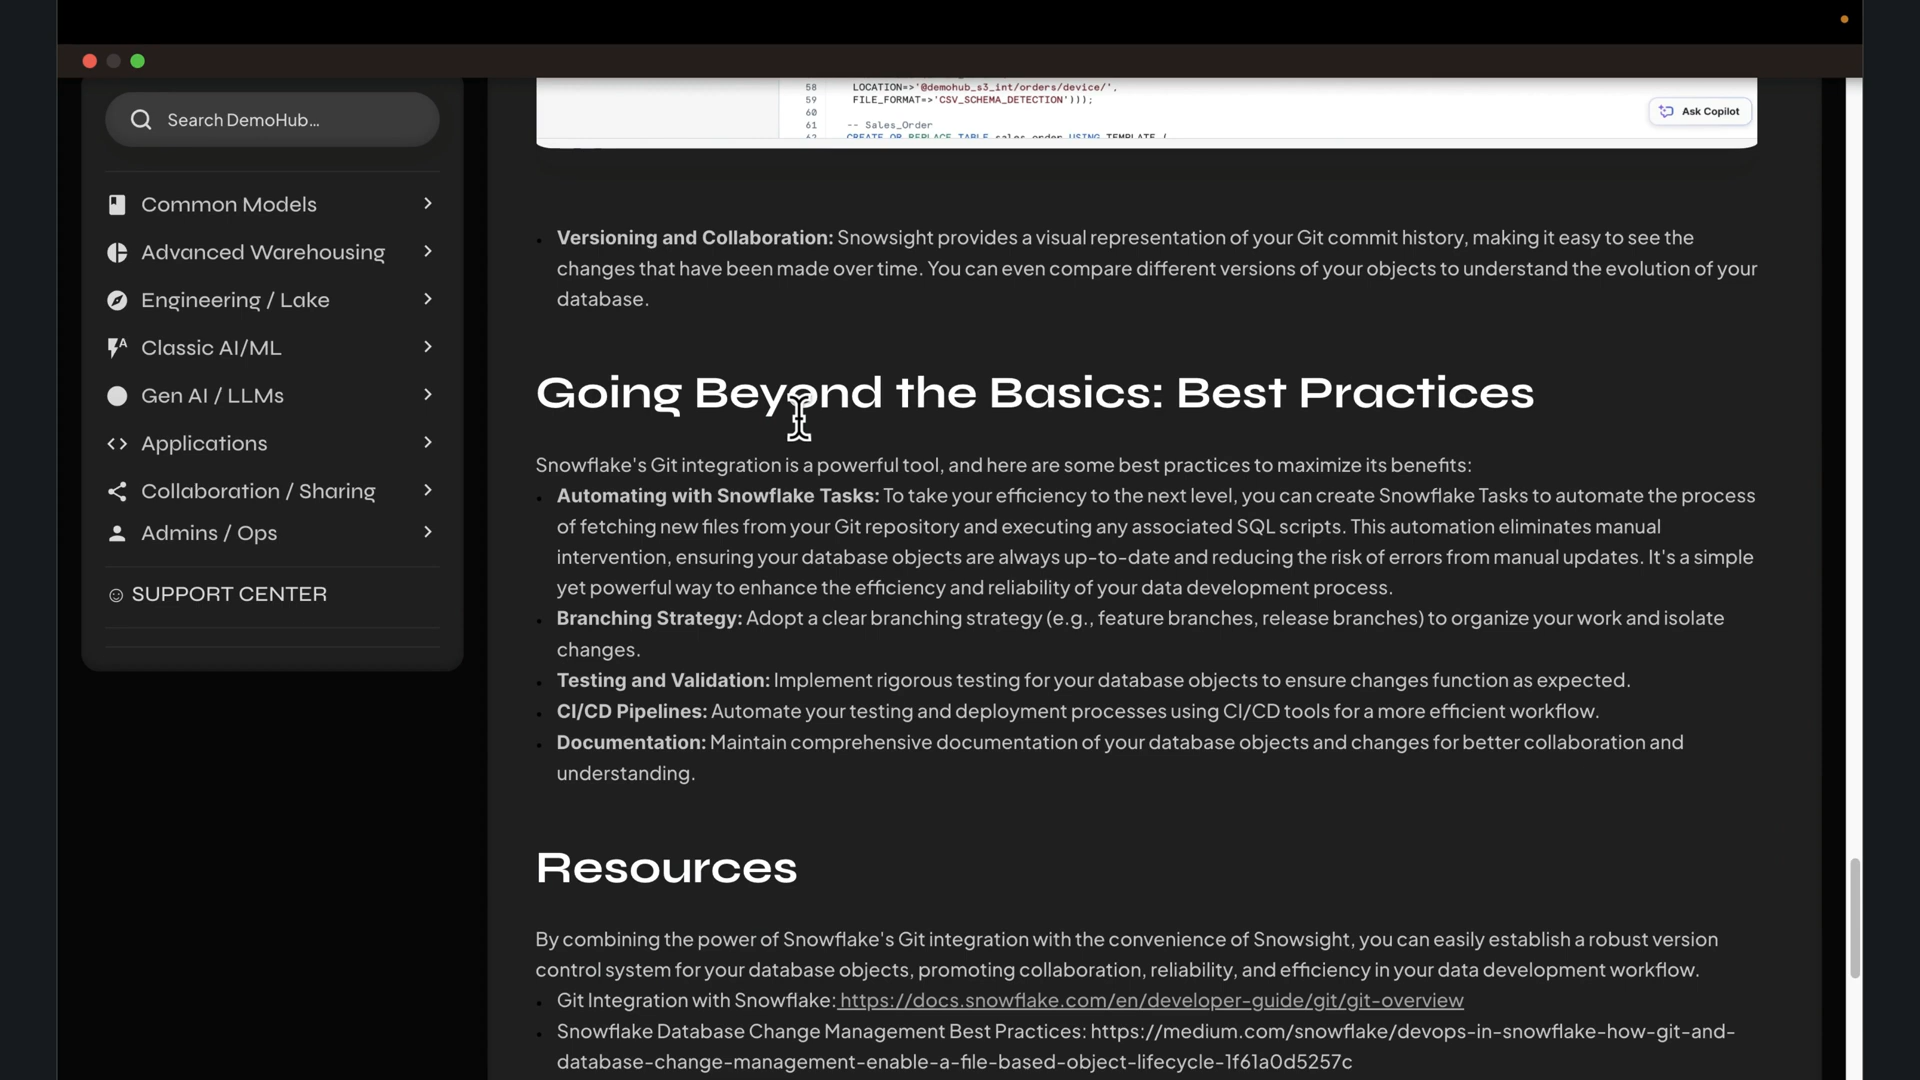 Search DemoHub...
Common Models
Advanced Warehousing
Engineering / Lake
Classic AI/ML
Gen AI / LLMs
Applications
Collaboration / Sharing
Admins / Ops
SUPPORT CENTER
58 LOCATION=>'@demohub_s3_int/orders/device/',
59 FILE_FORMAT=>'CSV_SCHEMA_DETECTION')));
60
61 -- Sales_Order
62 CREATE OR REPLACE TABLE sales_order USING TEMPLATE (
Ask Copilot
Versioning and Collaboration: Snowsight provides a visual representation of your Git commit history, making it easy to see the
changes that have been made over time. You can even compare different versions of your objects to understand the evolution of your
database.
Going Beyond the Basics: Best Practices
Snowflake's Git integration is a powerful tool, and here are some best practices to maximize its benefits:
Automating with Snowflake Tasks: To take your efficiency to the next level, you can create Snowflake Tasks to automate the process
of fetching new files from your Git repository and executing any associated SQL scripts. This automation eliminates manual
intervention, ensuring your database objects are always up-to-date and reducing the risk of errors from manual updates. It's a simple
yet powerful way to enhance the efficiency and reliability of your data development process.
Branching Strategy: Adopt a clear branching strategy (e.g., feature branches, release branches) to organize your work and isolate
changes.
Testing and Validation: Implement rigorous testing for your database objects to ensure changes function as expected.
CI/CD Pipelines: Automate your testing and deployment processes using CI/CD tools for a more efficient workflow.
Documentation: Maintain comprehensive documentation of your database objects and changes for better collaboration and
understanding.
Resources
By combining the power of Snowflake's Git integration with the convenience of Snowsight, you can easily establish a robust version
control system for your database objects, promoting collaboration, reliability, and efficiency in your data development workflow.
Git Integration with Snowflake: https://docs.snowflake.com/en/developer-guide/git/git-overview
Snowflake Database Change Management Best Practices: https://medium.com/snowflake/devops-in-snowflake-how-git-and-
database-change-management-enable-a-file-based-object-lifecycle-1f61a0d5257c